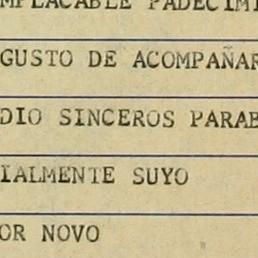 MPLACABLE PADECIMI
GUSTO DE ACOMPAÑAR
DIO SINCEROS PARAB
IALMENTE SUYO
OR NOVO